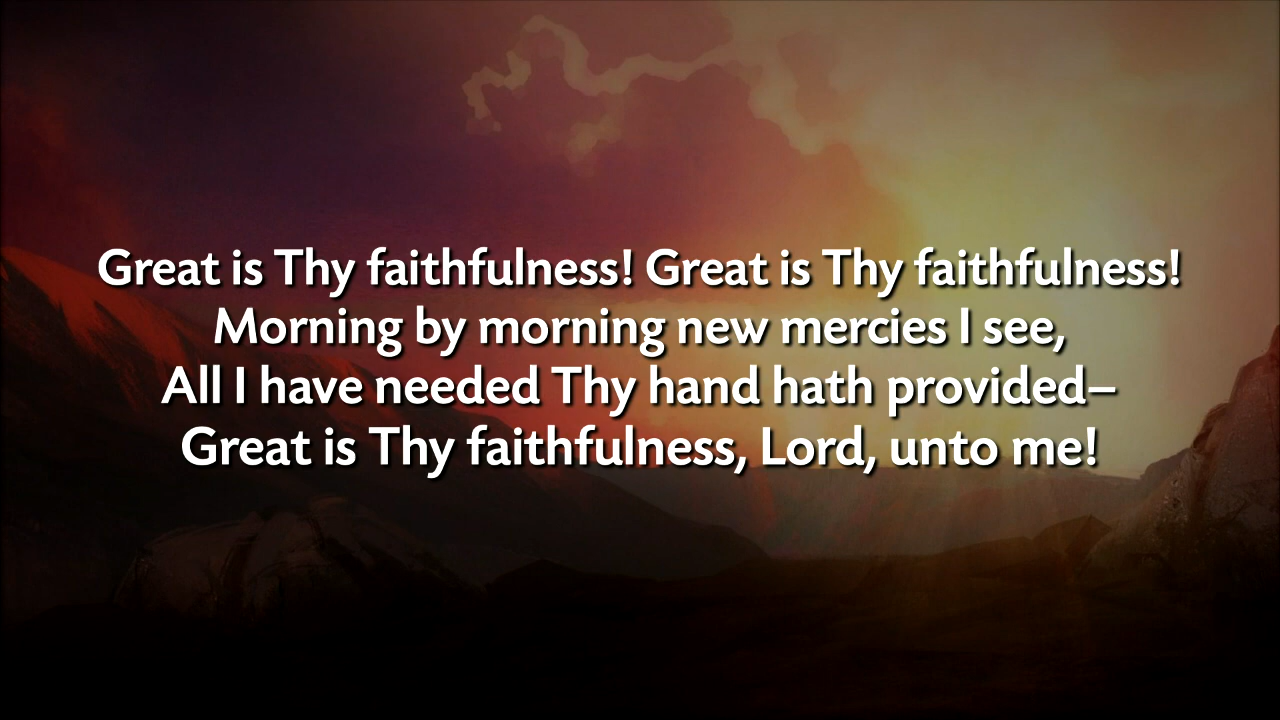 Great is Thy faithfulness! Great is Thy faithfulness!
Morning by morning new mercies I see,
All I have needed Thy hand hath provided–
Great is Thy faithfulness, Lord, unto me!